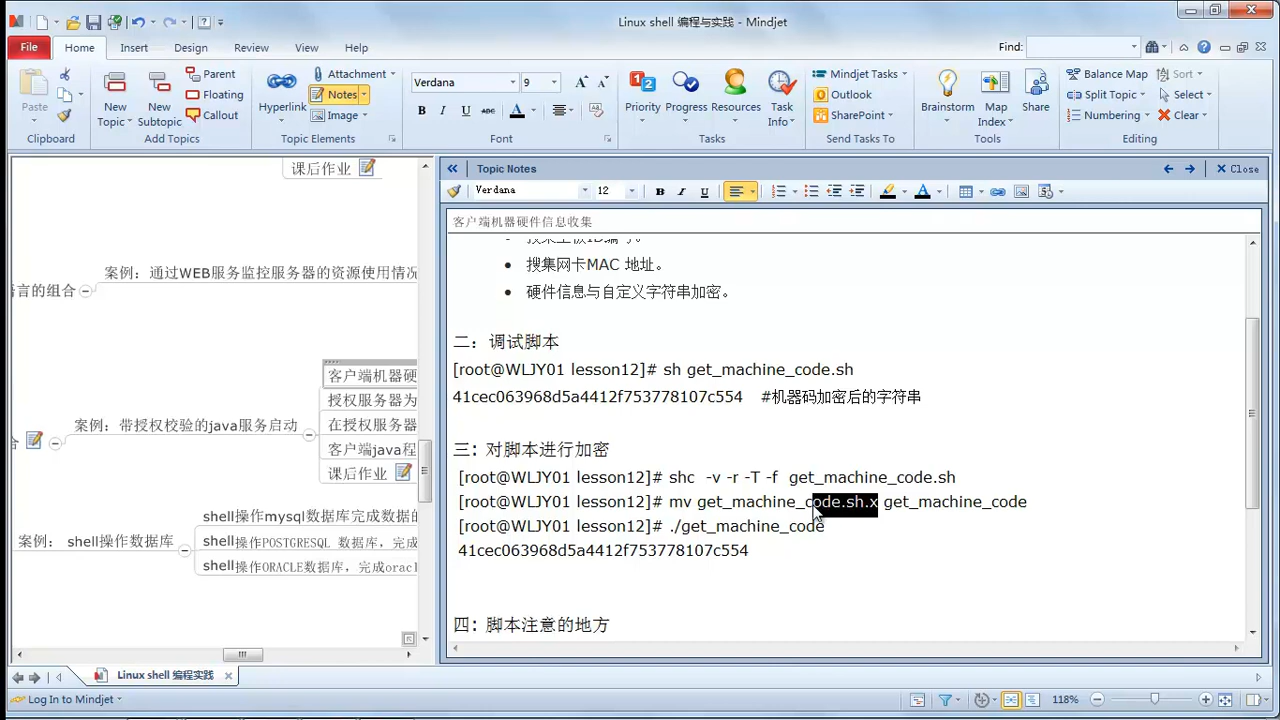 Linux shell 编程与实践 - Mindjet
File Home Insert Design Review View Help
Find:
Paste
Clipboard
New Topic
New Subtopic
Parent
Floating
Callout
Add Topics
Hyperlink
Attachment
Notes
Image
Topic Elements
Verdana 9
B I U abc A
Font
Priority
Progress
Resources
Task Info
Tasks
Mindjet Tasks
Outlook
SharePoint
Send Tasks To
Brainstorm
Map Index
Share
Tools
Balance Map
Split Topic
Numbering
Sort
Select
Clear
Editing
课后作业
案例：通过WEB服务监控服务器的资源使用情况
言的组合
客户端机器硬
授权服务器为
案例：带授权校验的java服务启动
在授权服务器
客户端java程
课后作业
shell操作mysql数据库完成数据的
案例： shell操作数据库
shell操作POSTGRESQL 数据库，完成
shell操作ORACLE数据库，完成orac
Topic Notes
Close
Verdana 12
B I U
客户端机器硬件信息收集
• 搜集网卡MAC 地址。
• 硬件信息与自定义字符串加密。
二：调试脚本
[root@WLJY01 lesson12]# sh get_machine_code.sh
41cec063968d5a4412f753778107c554 #机器码加密后的字符串
三：对脚本进行加密
[root@WLJY01 lesson12]# shc -v -r -T -f get_machine_code.sh
[root@WLJY01 lesson12]# mv get_machine_code.sh.x get_machine_code
[root@WLJY01 lesson12]# ./get_machine_code
41cec063968d5a4412f753778107c554
四：脚本注意的地方
Linux shell 编程实践
Log In to Mindjet
118%